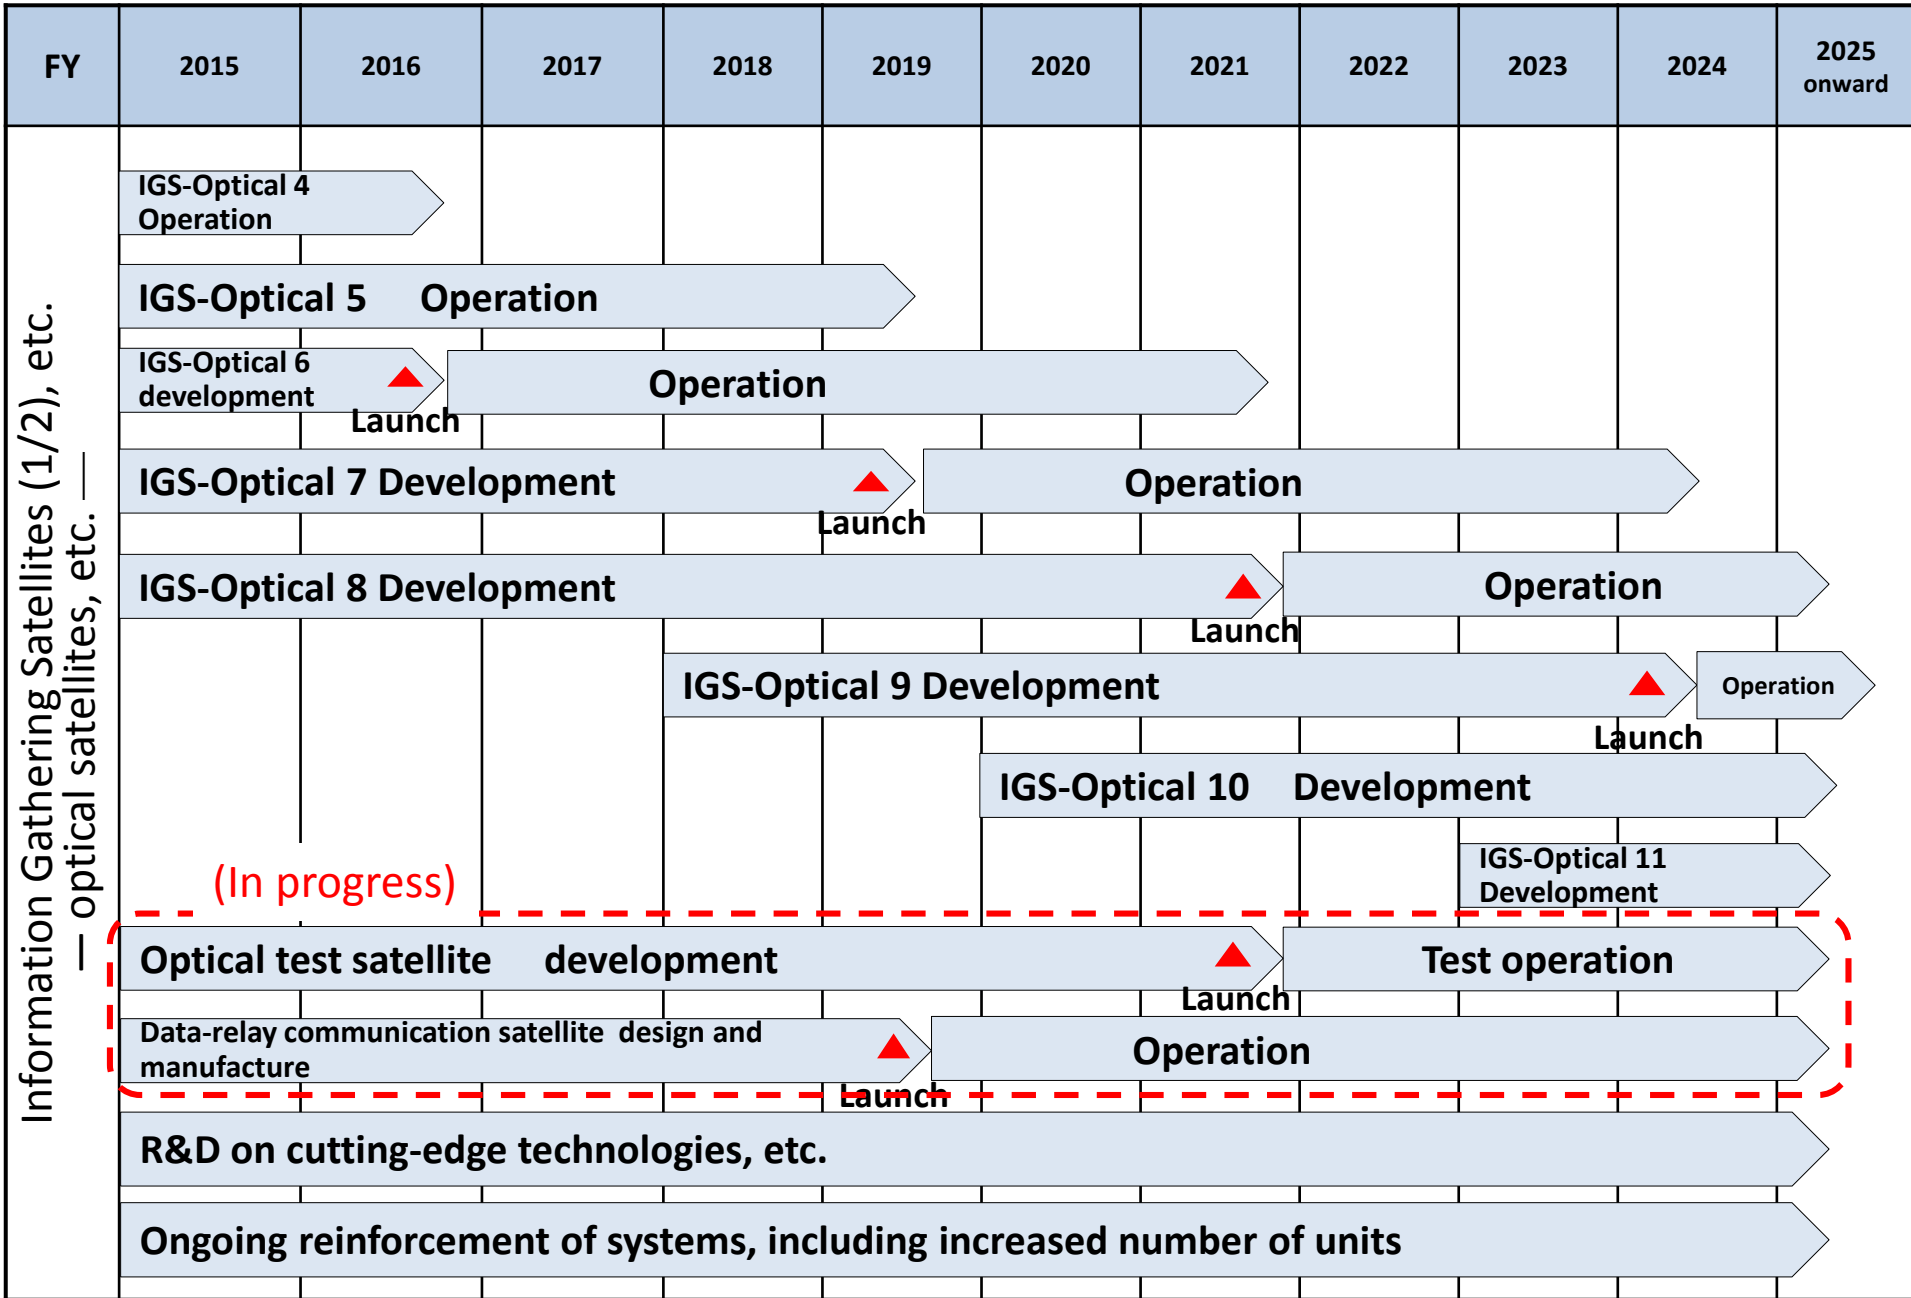 FY
2015
2016
2017
2018
2019
2020
2021
2022
2023
2024
2025
onward
Information Gathering Satellites (1/2), etc.
— optical satellites, etc. —
IGS-Optical 4
Operation
IGS-Optical 5 Operation
IGS-Optical 6
development
Launch
Operation
IGS-Optical 7 Development
Launch
Operation
IGS-Optical 8 Development
Launch
Operation
IGS-Optical 9 Development
Launch
Operation
IGS-Optical 10 Development
IGS-Optical 11
Development
(In progress)
Optical test satellite development
Launch
Test operation
Data-relay communication satellite design and
manufacture
Launch
Operation
R&D on cutting-edge technologies, etc.
Ongoing reinforcement of systems, including increased number of units